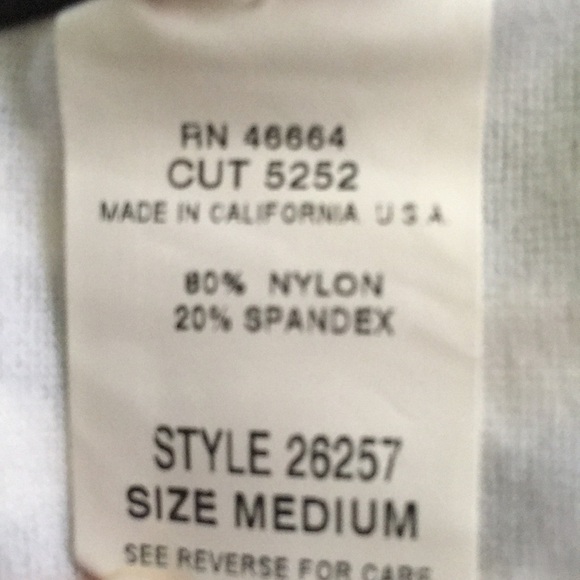 RN 46664
CUT 5252
MADE IN CALIFORNIA U S A
80% NYLON
20% SPANDEX
STYLE 26257
SIZE MEDIUM
SEE REVERSE FOR CARE